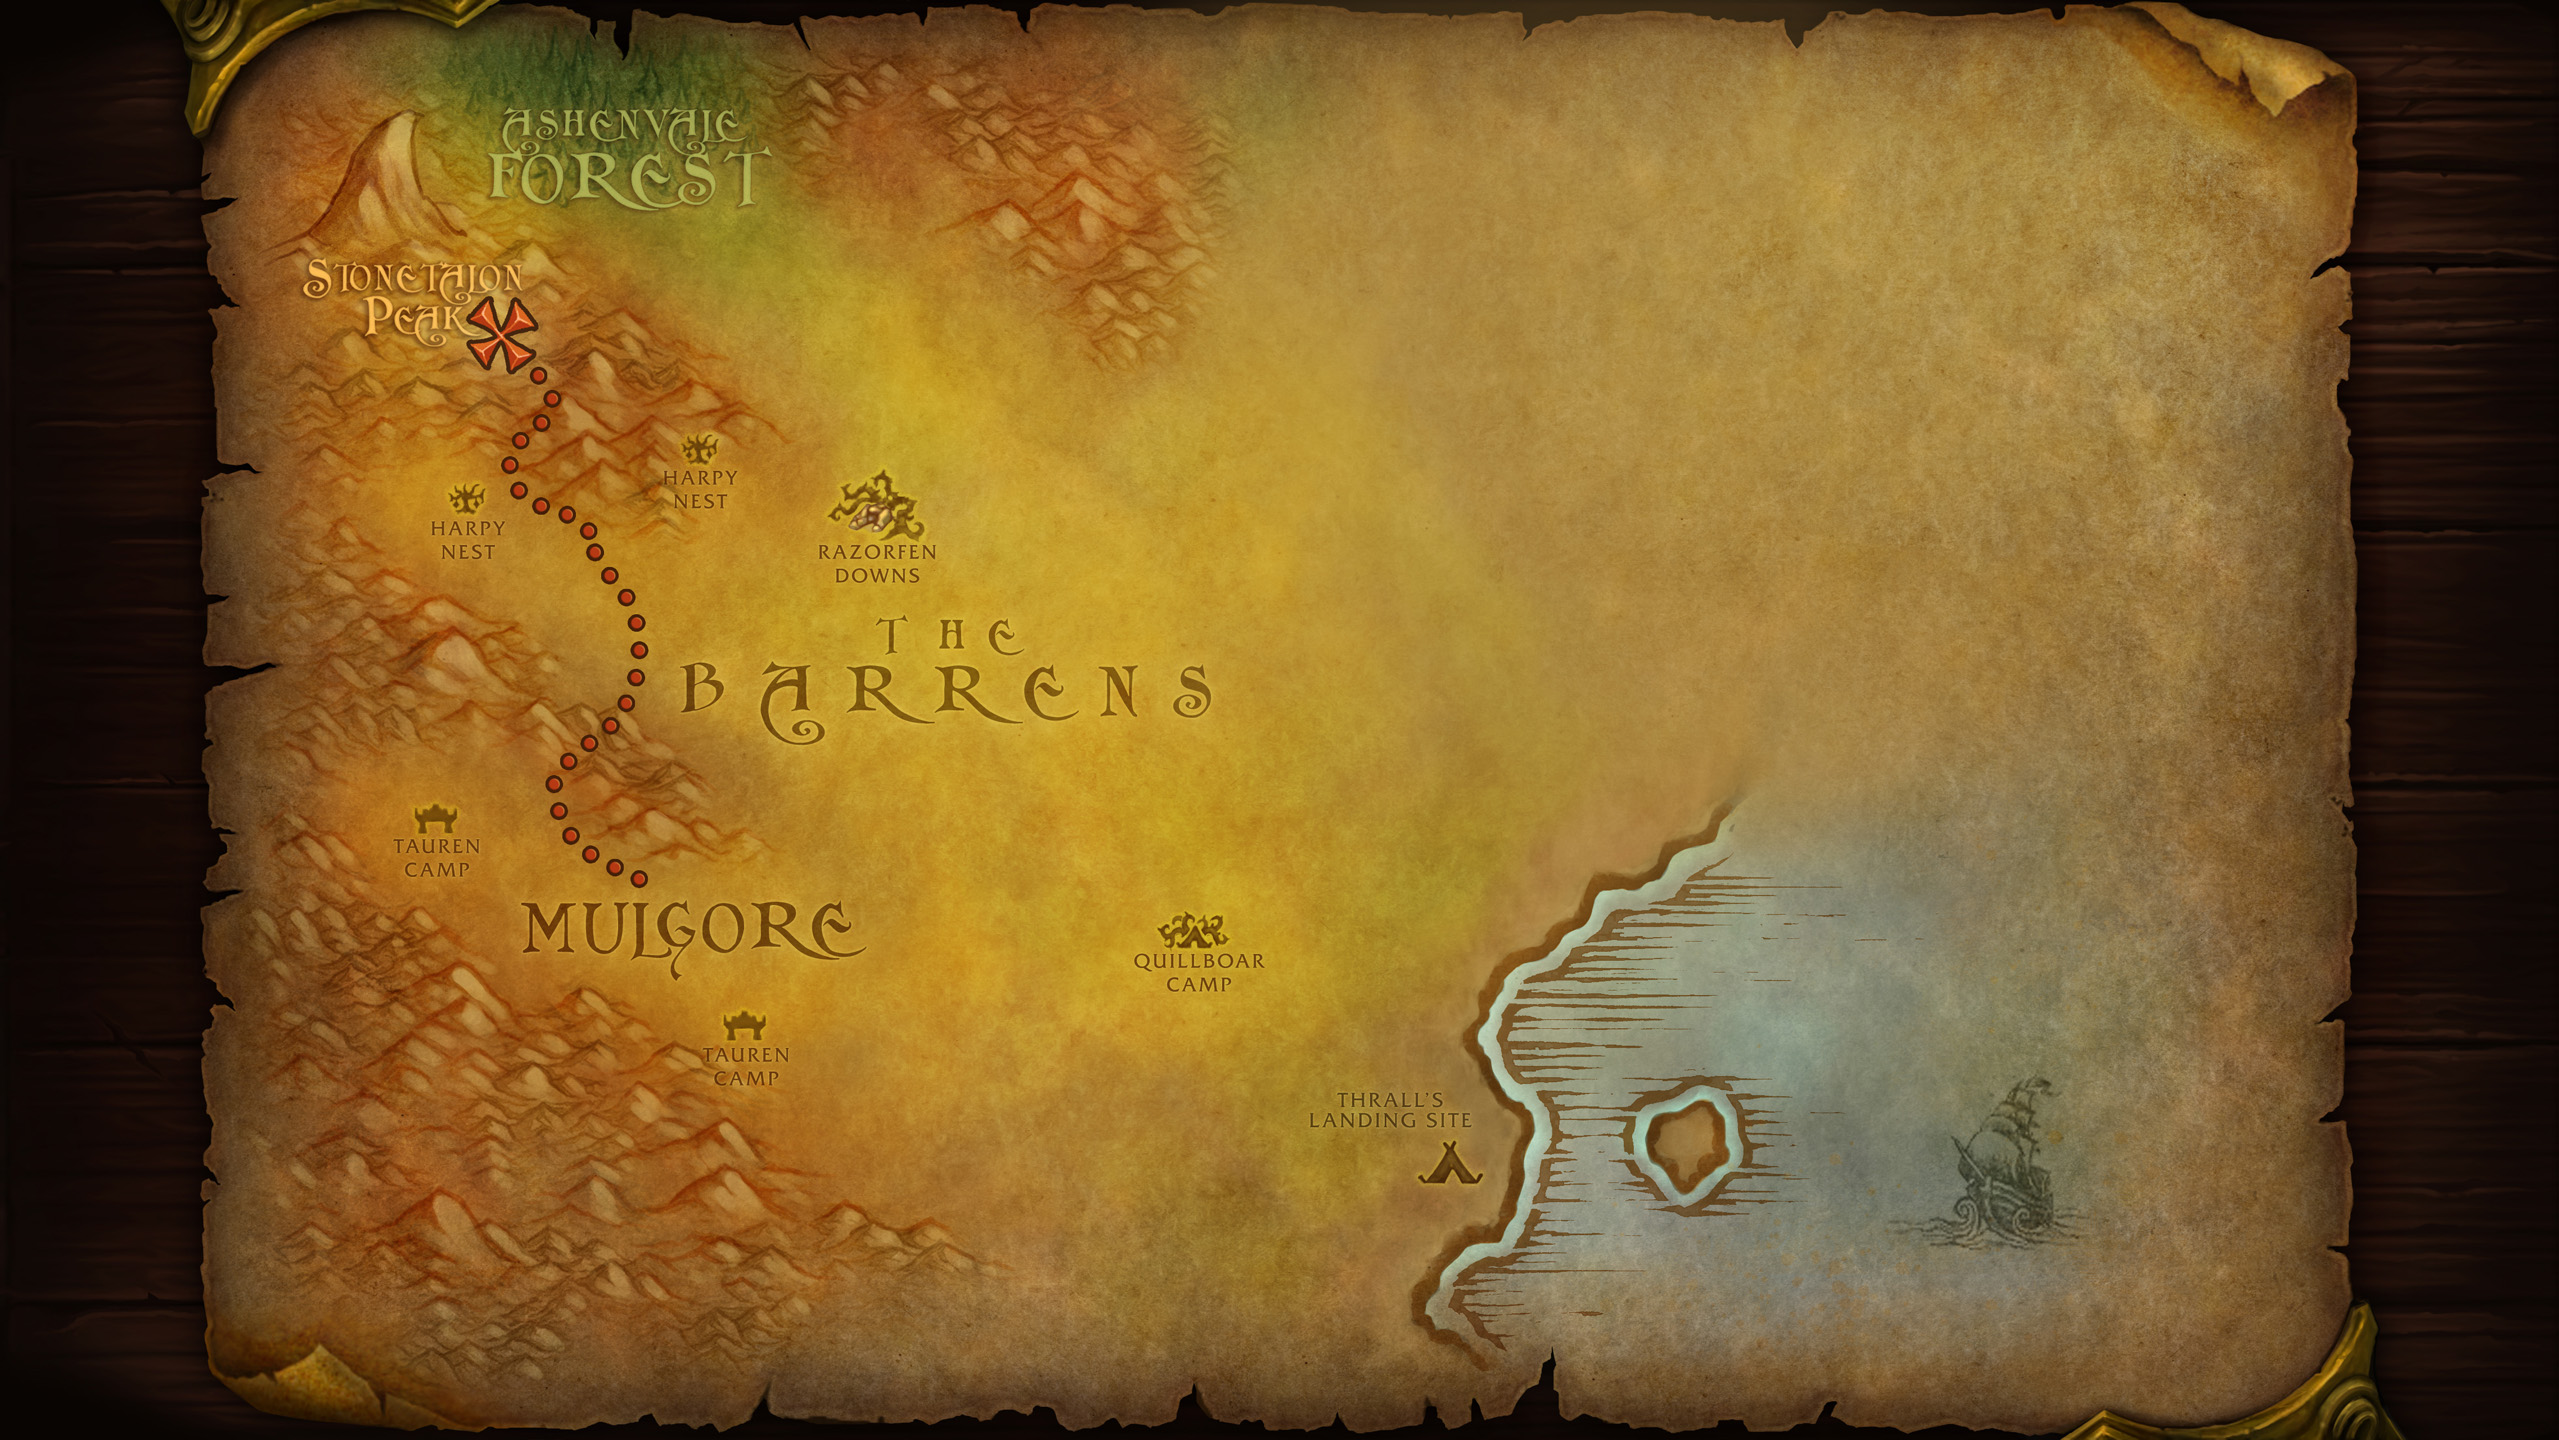 ASHENVALE
FOREST
STONETALON
PEAK
HARPY
NEST
HARPY
NEST
RAZORFEN
DOWNS
THE
BARRENS
TAUREN
CAMP
MULGORE
QUILLBOAR
CAMP
TAUREN
CAMP
THRALL'S
LANDING SITE